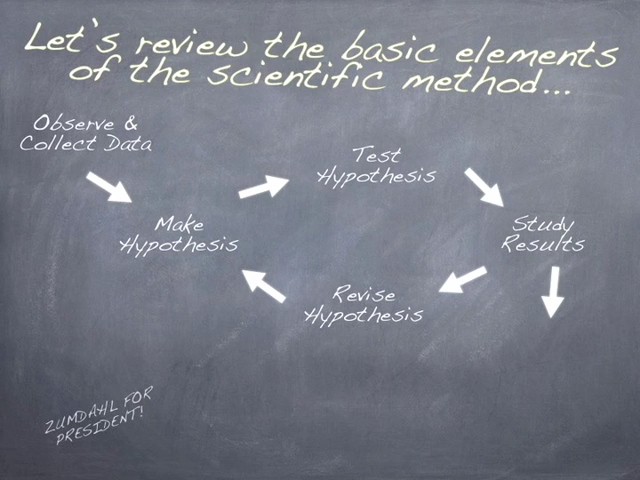 Let's review the basic elements
of the scientific method...
Observe &
Collect Data
Test
Hypothesis
Make
Hypothesis
Study
Results
Revise
Hypothesis
ZUMDAHL FOR
PRESIDENT!